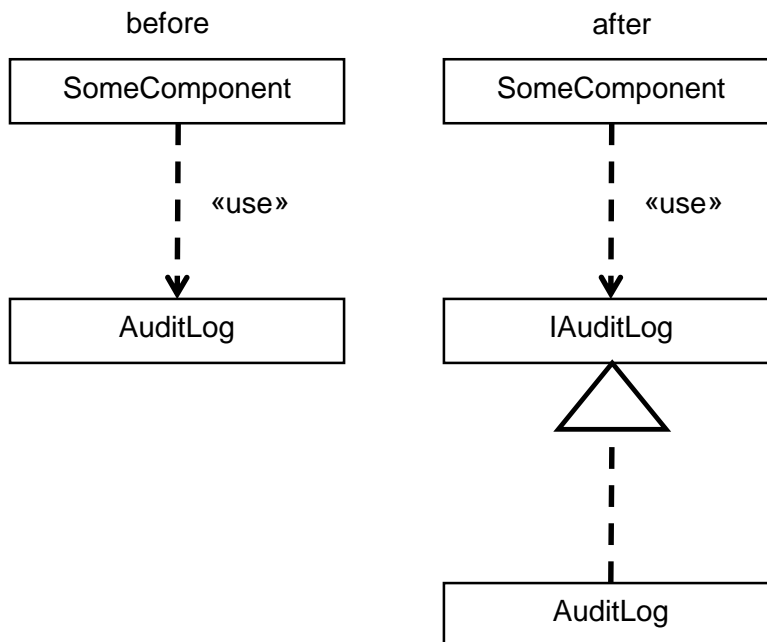 before
SomeComponent
«use»
AuditLog
after
SomeComponent
«use»
IAuditLog
AuditLog